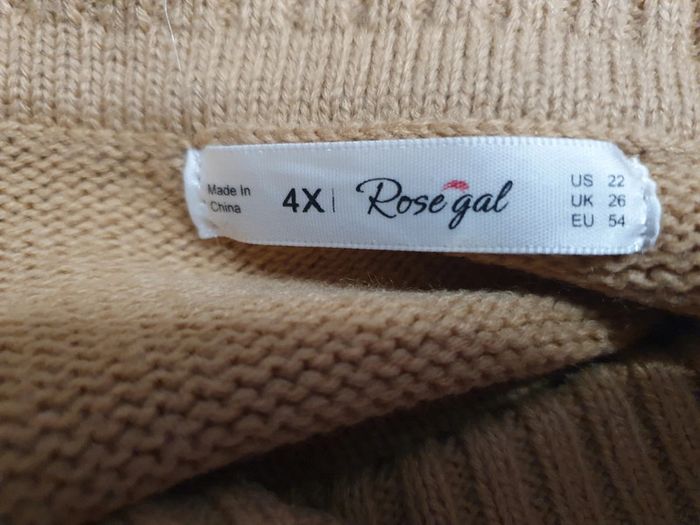 Made In
China
4X
Rosegal
US 22
UK 26
EU 54